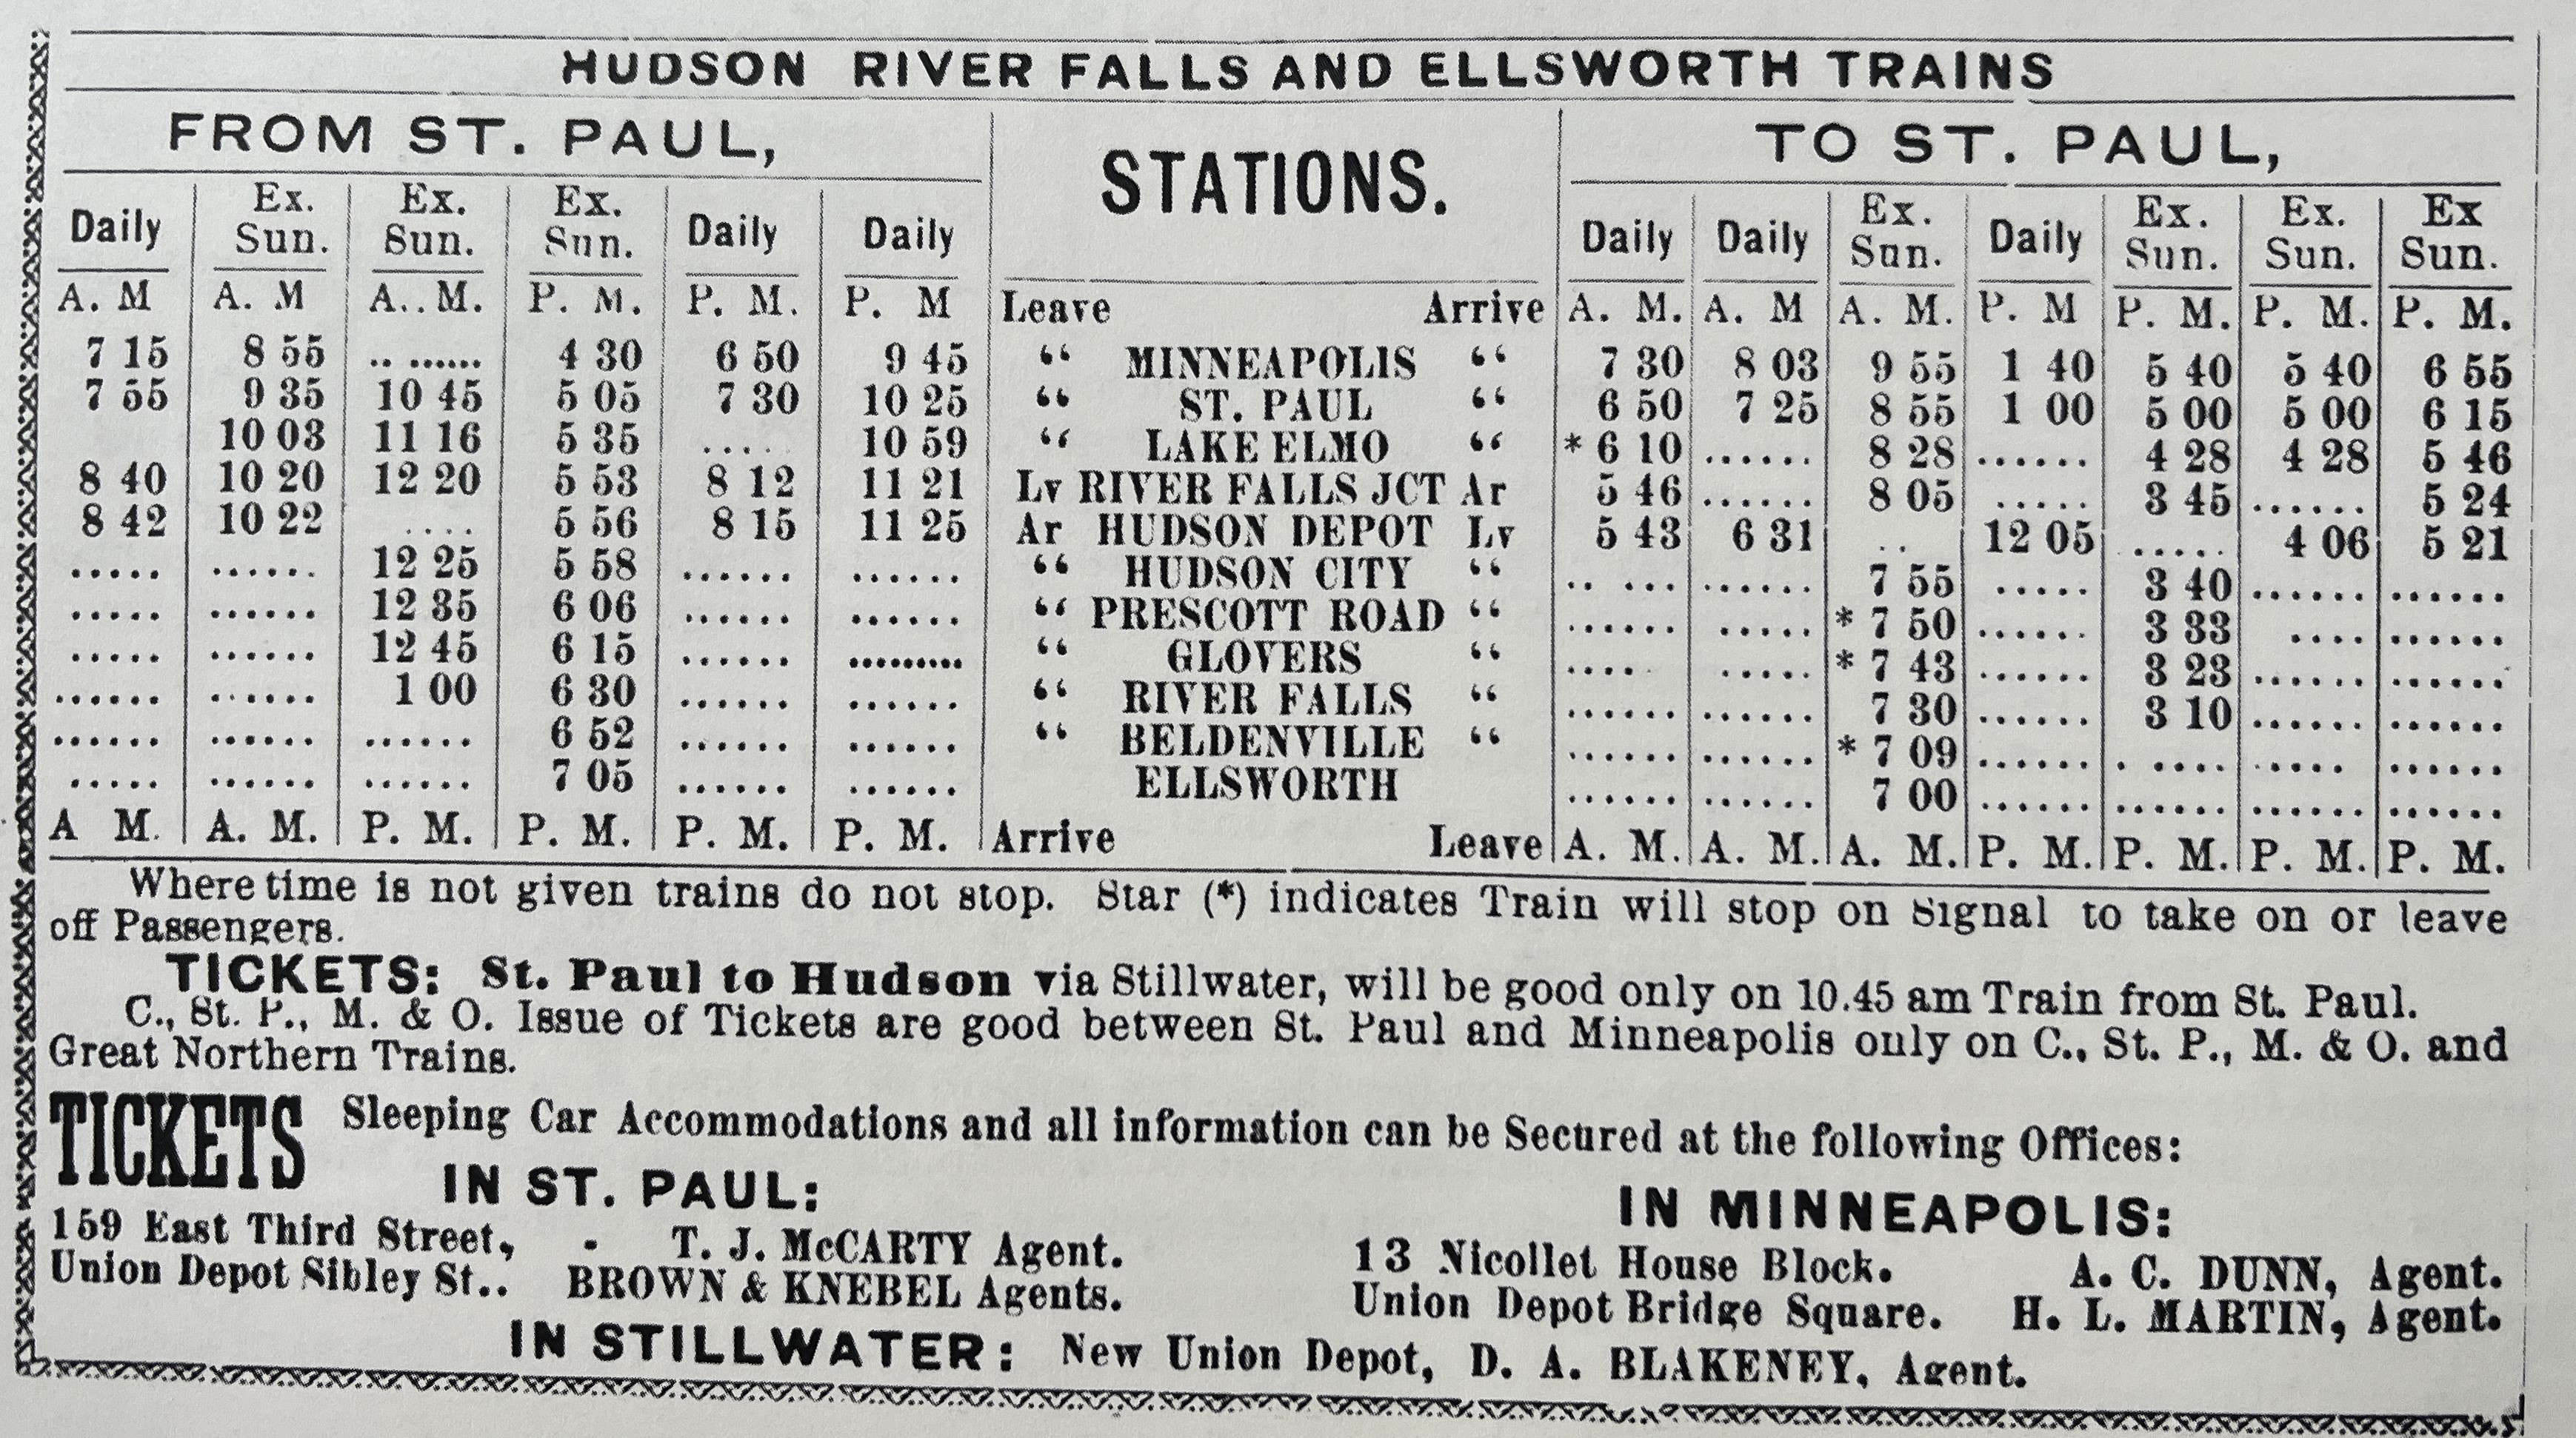 HUDSON RIVER FALLS AND ELLSWORTH TRAINS
FROM ST. PAUL, STATIONS. TO ST. PAUL,
Daily Ex. Sun. Ex. Sun. Ex. Sun. Daily Daily Daily Daily Ex. Sun. Daily Ex. Sun. Ex. Sun. Ex Sun.
A. M A. M A.. M. P. M. P. M. P. M Leave Arrive A. M. A. M A. M. P. M P. M. P. M. P. M.
7 15 8 55 .. ...... 4 30 6 50 9 45 “ MINNEAPOLIS “ 7 30 8 03 9 55 1 40 5 40 5 40 6 55
7 55 9 35 10 45 5 05 7 30 10 25 “ ST. PAUL “ 6 50 7 25 8 55 1 00 5 00 5 00 6 15
10 03 11 16 5 35 ..... 10 59 “ LAKE ELMO “ * 6 10 ...... 8 28 ...... 4 28 4 28 5 46
8 40 10 20 12 20 5 53 8 12 11 21 Lv RIVER FALLS JCT Ar 5 46 ...... 8 05 ..... 3 45 ...... 5 24
8 42 10 22 .... 5 56 8 15 11 25 Ar HUDSON DEPOT Lv 5 43 6 31 .. 12 05 ..... 4 06 5 21
..... ...... 12 25 5 58 ...... ...... “ HUDSON CITY “ .. ... ...... 7 55 ..... 3 40 ...... ......
..... ...... 12 35 6 06 ...... ...... “ PRESCOTT ROAD “ ...... ..... * 7 50 ...... 3 33 .... ......
..... ...... 12 45 6 15 ...... ......... “ GLOVERS “ .... ..... * 7 43 ...... 3 23 ...... ......
...... ...... 1 00 6 30 ...... ...... “ RIVER FALLS “ ...... ...... 7 30 ...... 3 10 ...... ......
...... ...... ...... 6 52 ...... ...... “ BELDENVILLE “ ...... ...... * 7 09 ...... . .... ..... ......
..... ...... ...... 7 05 ...... ...... ELLSWORTH ...... ...... 7 00 ...... ...... ...... ......
A M. A. M. P. M. P. M. P. M. P. M. Arrive Leave A. M. A. M. A. M. P. M. P. M. P. M. P. M.
Where time is not given trains do not stop. Star (*) indicates Train will stop on Signal to take on or leave
off Passengers.
TICKETS: St. Paul to Hudson via Stillwater, will be good only on 10.45 am Train from St. Paul.
C., St. P., M. & O. Issue of Tickets are good between St. Paul and Minneapolis only on C., St. P., M. & O. and
Great Northern Trains.
TICKETS Sleeping Car Accommodations and all information can be Secured at the following Offices:
IN ST. PAUL:
159 East Third Street, - T. J. McCARTY Agent.
Union Depot Sibley St.. BROWN & KNEBEL Agents.
IN MINNEAPOLIS:
13 Nicollet House Block. A. C. DUNN, Agent.
Union Depot Bridge Square. H. L. MARTIN, Agent.
IN STILLWATER: New Union Depot, D. A. BLAKENEY, Agent.